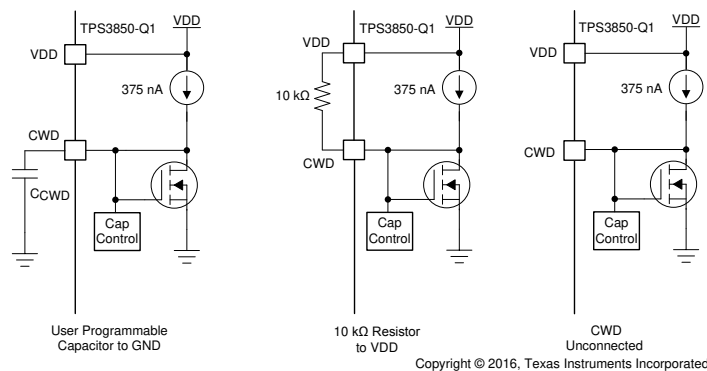 TPS3850-Q1
VDD
VDD
375 nA
CWD
CCWD
Cap
Control
User Programmable
Capacitor to GND
TPS3850-Q1
VDD
VDD
10 kΩ
375 nA
CWD
Cap
Control
10 kΩ Resistor
to VDD
TPS3850-Q1
VDD
VDD
375 nA
CWD
Cap
Control
CWD
Unconnected
Copyright © 2016, Texas Instruments Incorporated